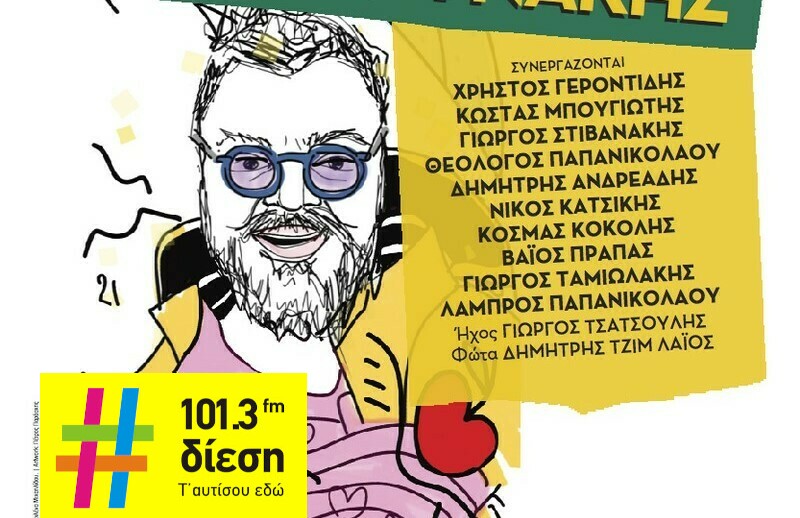 ΣΥΝΕΡΓΑΖΟΝΤΑΙ
ΧΡΗΣΤΟΣ ΓΕΡΟΝΤΙΔΗΣ
ΚΩΣΤΑΣ ΜΠΟΥΓΙΩΤΗΣ
ΓΙΩΡΓΟΣ ΣΤΙΒΑΝΑΚΗΣ
ΘΕΟΛΟΓΟΣ ΠΑΠΑΝΙΚΟΛΑΟΥ
ΔΗΜΗΤΡΗΣ ΑΝΔΡΕΑΔΗΣ
ΝΙΚΟΣ ΚΑΤΣΙΚΗΣ
ΚΟΣΜΑΣ ΚΟΚΟΛΗΣ
ΒΑΪΟΣ ΠΡΑΠΑΣ
ΓΙΩΡΓΟΣ ΤΑΜΙΩΛΑΚΗΣ
ΛΑΜΠΡΟΣ ΠΑΠΑΝΙΚΟΛΑΟΥ
Ήχος ΓΙΩΡΓΟΣ ΤΣΑΤΣΟΥΛΗΣ
Φώτα ΔΗΜΗΤΡΗΣ ΤΖΙΜ ΛΑΪΟΣ
21
101.3 fm
δίεση
Τ'αυτίσου εδώ